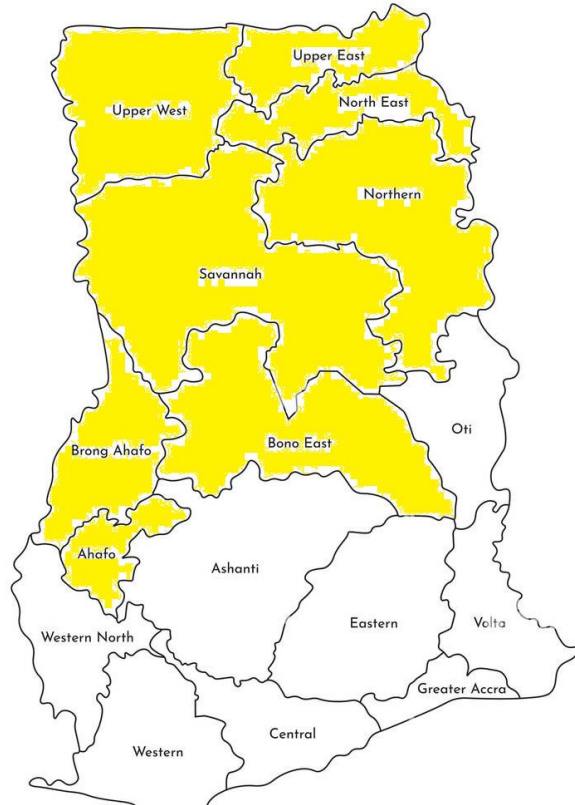 Upper East
North East
Upper West
Northern
Savannah
Oti
Brong Ahafo
Bono East
Ahafo
Ashanti
Eastern
Volta
Western North
Greater Accra
Central
Western